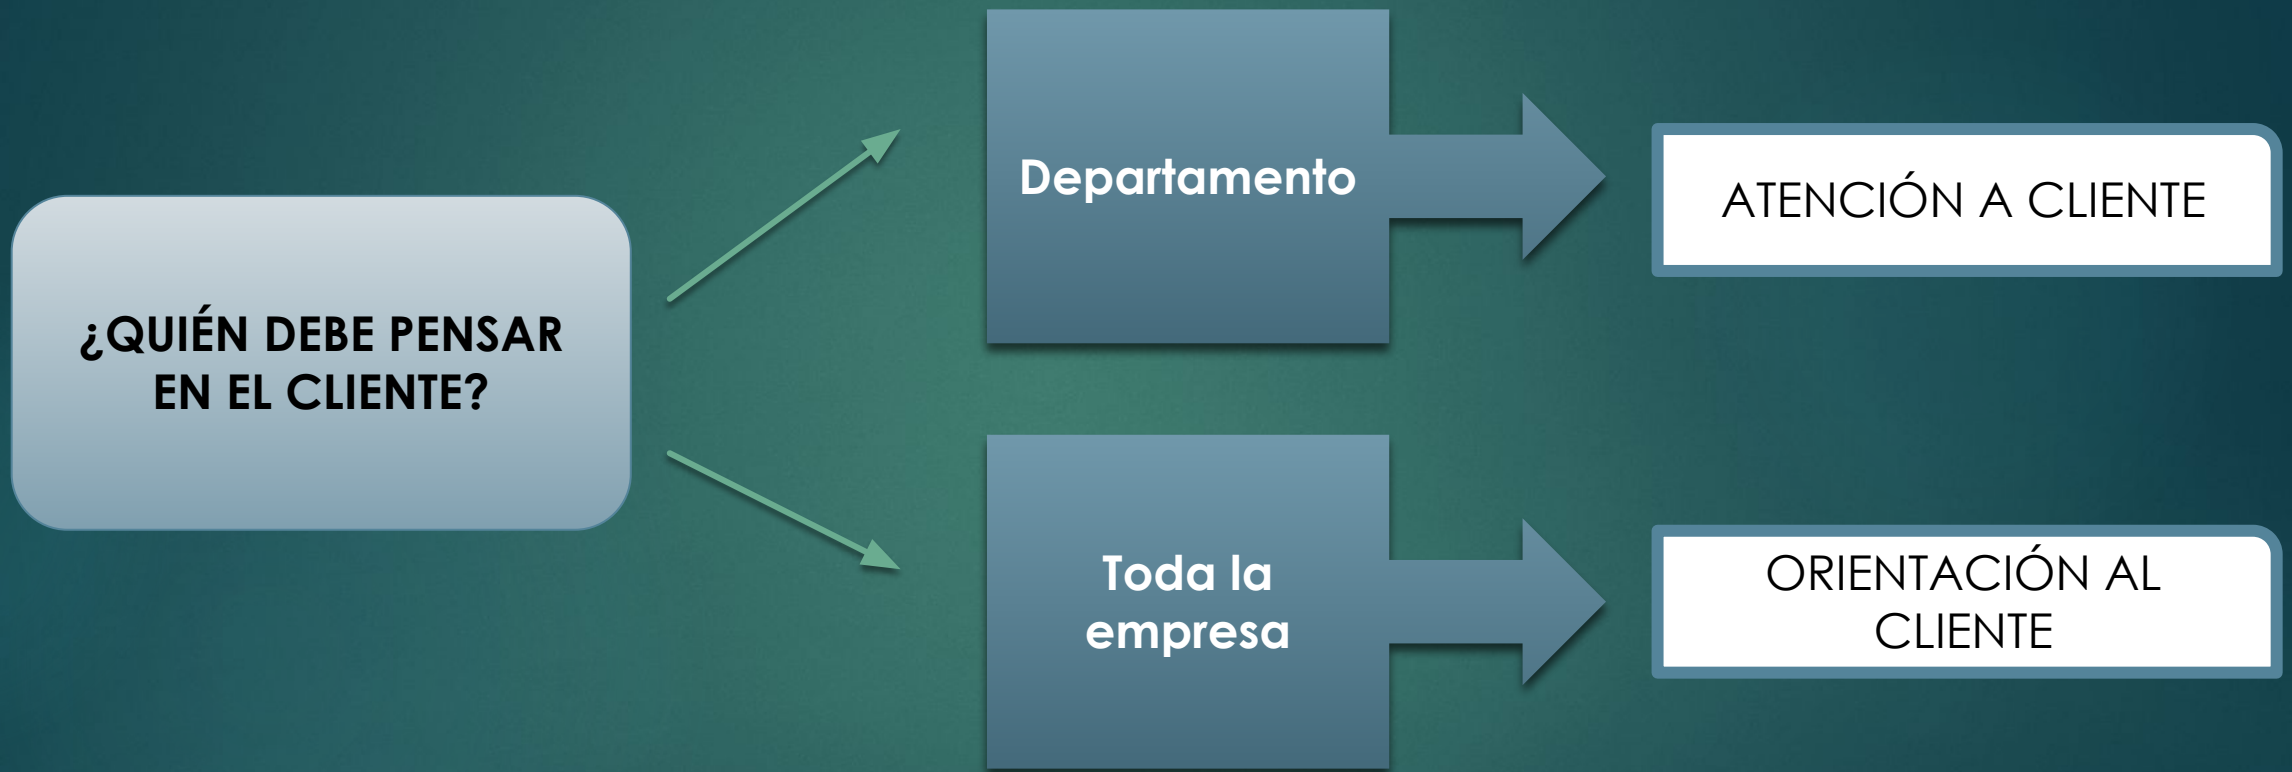 ¿QUIÉN DEBE PENSAR
EN EL CLIENTE?
Departamento
ATENCIÓN A CLIENTE
Toda la
empresa
ORIENTACIÓN AL
CLIENTE